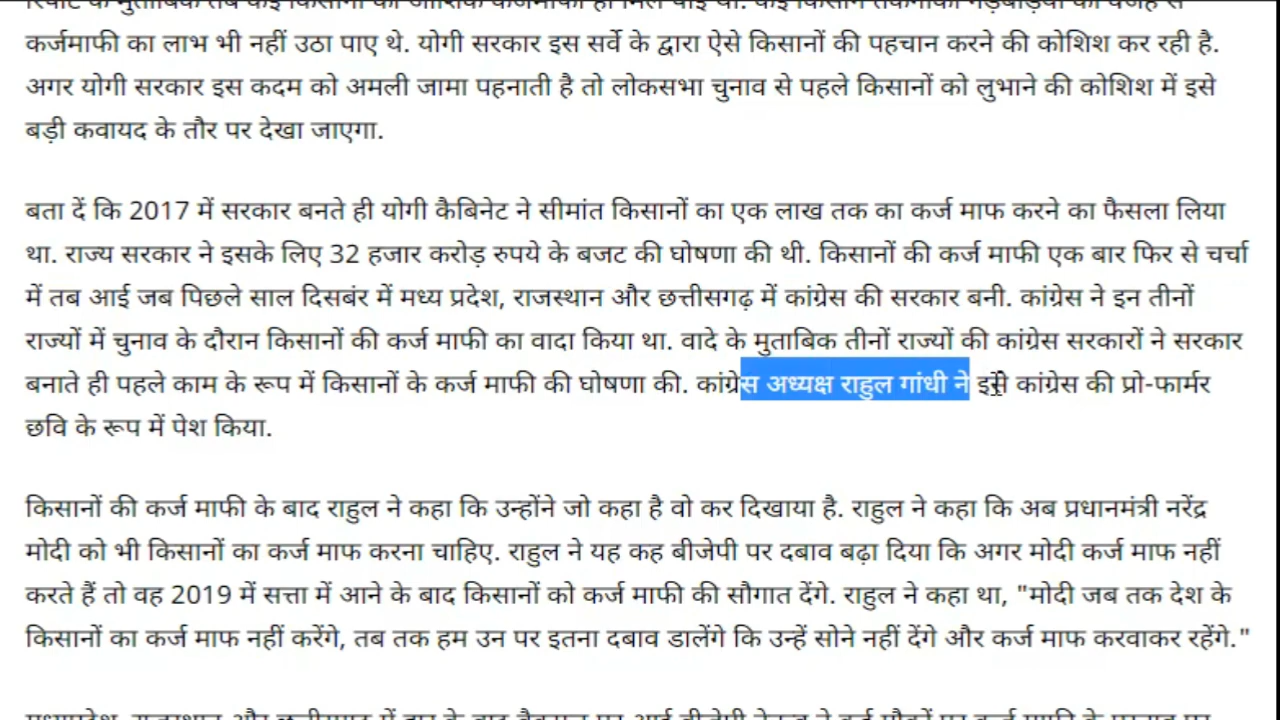 कर्जमाफी का लाभ भी नहीं उठा पाए थे. योगी सरकार इस सर्वे के द्वारा ऐसे किसानों की पहचान करने की कोशिश कर रही है.
अगर योगी सरकार इस कदम को अमली जामा पहनाती है तो लोकसभा चुनाव से पहले किसानों को लुभाने की कोशिश में इसे
बड़ी कवायद के तौर पर देखा जाएगा.
बता दें कि 2017 में सरकार बनते ही योगी कैबिनेट ने सीमांत किसानों का एक लाख तक का कर्ज माफ करने का फैसला लिया
था. राज्य सरकार ने इसके लिए 32 हजार करोड़ रुपये के बजट की घोषणा की थी. किसानों की कर्ज माफी एक बार फिर से चर्चा
में तब आई जब पिछले साल दिसबंर में मध्य प्रदेश, राजस्थान और छत्तीसगढ़ में कांग्रेस की सरकार बनी. कांग्रेस ने इन तीनों
राज्यों में चुनाव के दौरान किसानों की कर्ज माफी का वादा किया था. वादे के मुताबिक तीनों राज्यों की कांग्रेस सरकारों ने सरकार
बनाते ही पहले काम के रूप में किसानों के कर्ज माफी की घोषणा की. कांग्रेस अध्यक्ष राहुल गांधी ने इसे कांग्रेस की प्रो-फार्मर
छवि के रूप में पेश किया.
किसानों की कर्ज माफी के बाद राहुल ने कहा कि उन्होंने जो कहा है वो कर दिखाया है. राहुल ने कहा कि अब प्रधानमंत्री नरेंद्र
मोदी को भी किसानों का कर्ज माफ करना चाहिए. राहुल ने यह कह बीजेपी पर दबाव बढ़ा दिया कि अगर मोदी कर्ज माफ नहीं
करते हैं तो वह 2019 में सत्ता में आने के बाद किसानों को कर्ज माफी की सौगात देंगे. राहुल ने कहा था, "मोदी जब तक देश के
किसानों का कर्ज माफ नहीं करेंगे, तब तक हम उन पर इतना दबाव डालेंगे कि उन्हें सोने नहीं देंगे और कर्ज माफ करवाकर रहेंगे."